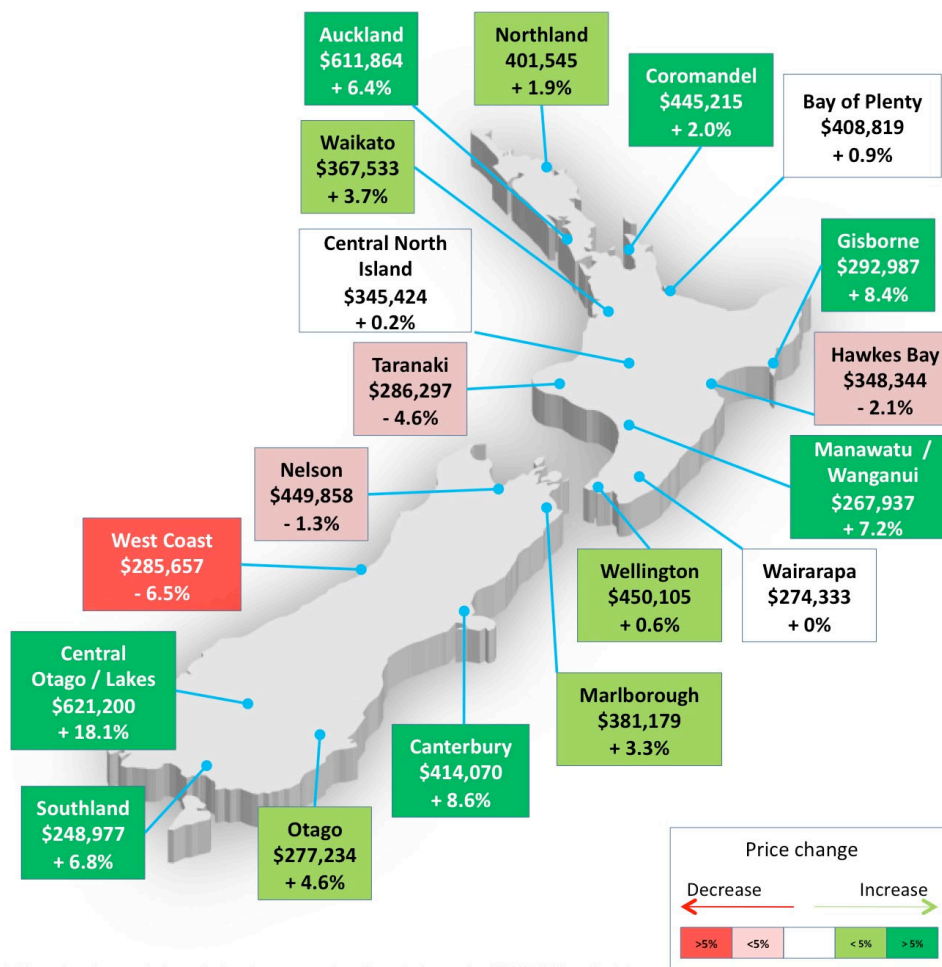 Auckland
$611,864
+ 6.4%
Northland
401,545
+ 1.9%
Coromandel
$445,215
+ 2.0%
Bay of Plenty
$408,819
+ 0.9%
Waikato
$367,533
+ 3.7%
Central North
Island
$345,424
+ 0.2%
Gisborne
$292,987
+ 8.4%
Taranaki
$286,297
- 4.6%
Hawkes Bay
$348,344
- 2.1%
Nelson
$449,858
- 1.3%
Manawatu /
Wanganui
$267,937
+ 7.2%
West Coast
$285,657
- 6.5%
Wellington
$450,105
+ 0.6%
Wairarapa
$274,333
+ 0%
Central
Otago / Lakes
$621,200
+ 18.1%
Marlborough
$381,179
+ 3.3%
Canterbury
$414,070
+ 8.6%
Southland
$248,977
+ 6.8%
Otago
$277,234
+ 4.6%
Price change
Decrease Increase
>5% <5% < 5% > 5%